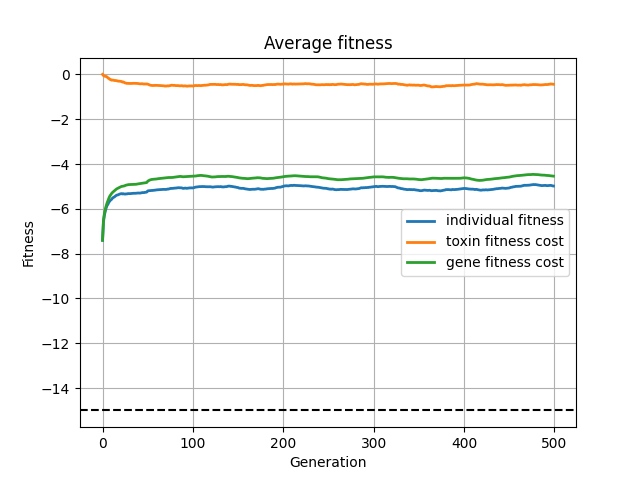 Average fitness
Fitness
0
−2
−4
−6
−8
−10
−12
−14
individual fitness
toxin fitness cost
gene fitness cost
0 100 200 300 400 500
Generation